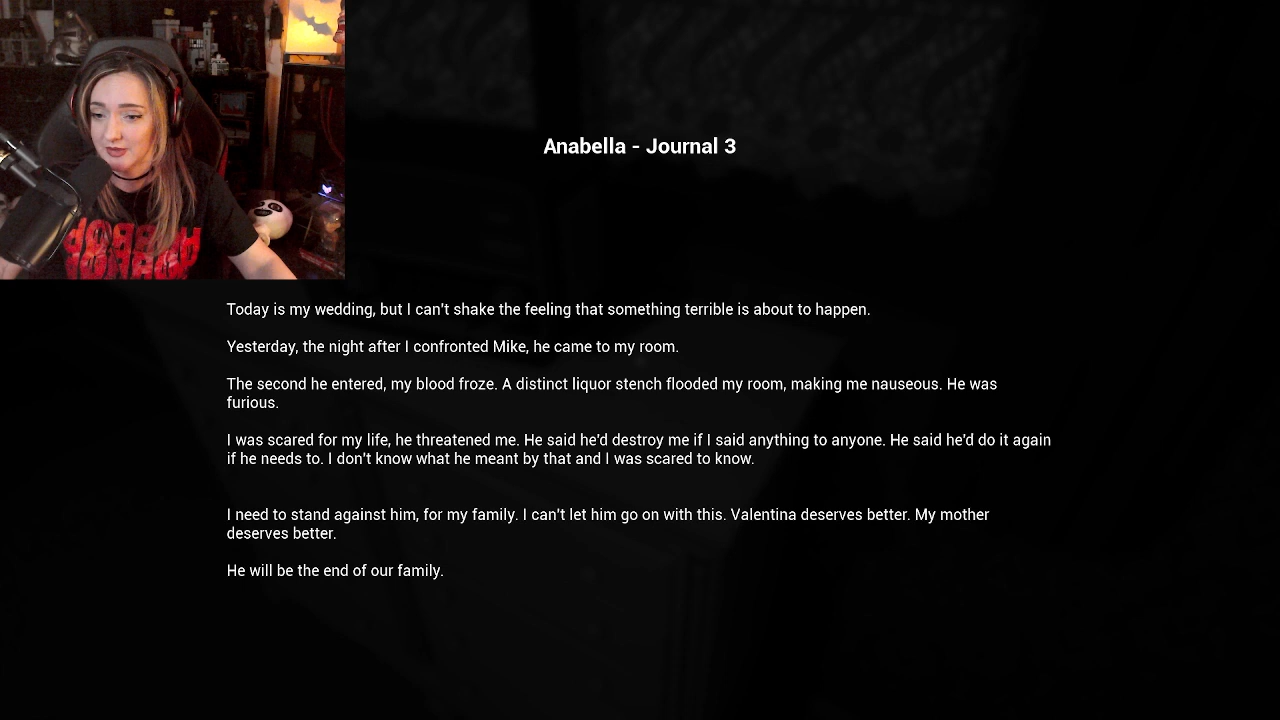 Anabella - Journal 3
HORROR
HORROR
Today is my wedding, but I can't shake the feeling that something terrible is about to happen.
Yesterday, the night after I confronted Mike, he came to my room.
The second he entered, my blood froze. A distinct liquor stench flooded my room, making me nauseous. He was
furious.
I was scared for my life, he threatened me. He said he'd destroy me if I said anything to anyone. He said he'd do it again
if he needs to. I don't know what he meant by that and I was scared to know.
I need to stand against him, for my family. I can't let him go on with this. Valentina deserves better. My mother
deserves better.
He will be the end of our family.